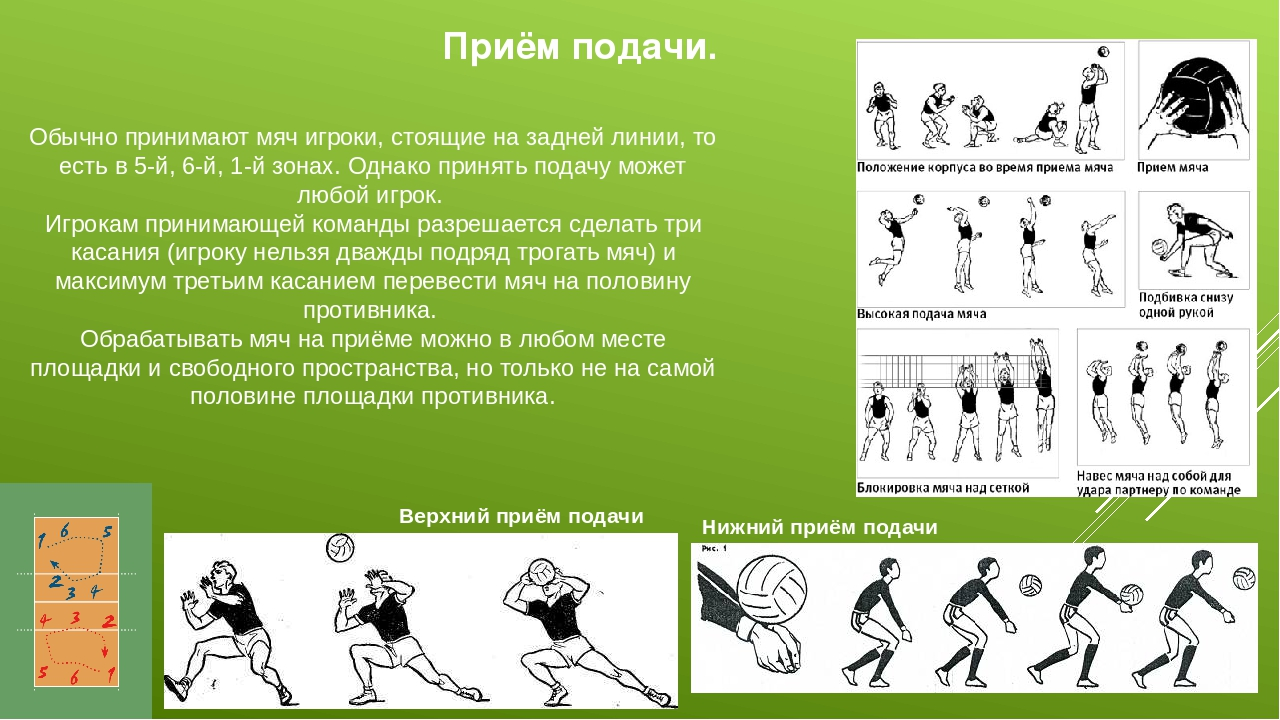 Приём подачи.
Обычно принимают мяч игроки, стоящие на задней линии, то
есть в 5-й, 6-й, 1-й зонах. Однако принять подачу может
любой игрок.
Игрокам принимающей команды разрешается сделать три
касания (игроку нельзя дважды подряд трогать мяч) и
максимум третьим касанием перевести мяч на половину
противника.
Обрабатывать мяч на приёме можно в любом месте
площадки и свободного пространства, но только не на самой
половине площадки противника.
Положение корпуса во время приема мяча
Прием мяча
Высокая подача мяча
Подбивка снизу
одной рукой
Блокировка мяча над сеткой
Навес мяча над собой для
удара партнеру по команде
1 6 5
2 3 4
4 3 2
5 6 1
Верхний приём подачи
Нижний приём подачи
Рис. 1